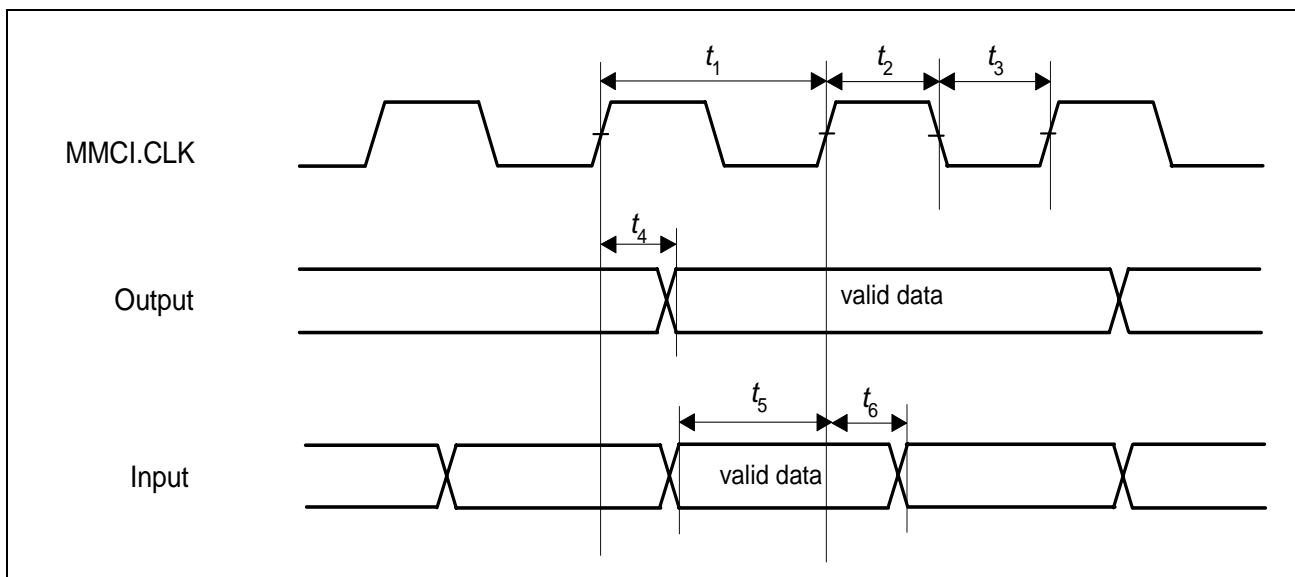 t1
t2
t3
MMCI.CLK
t4
Output
valid data
t5
t6
Input
valid data